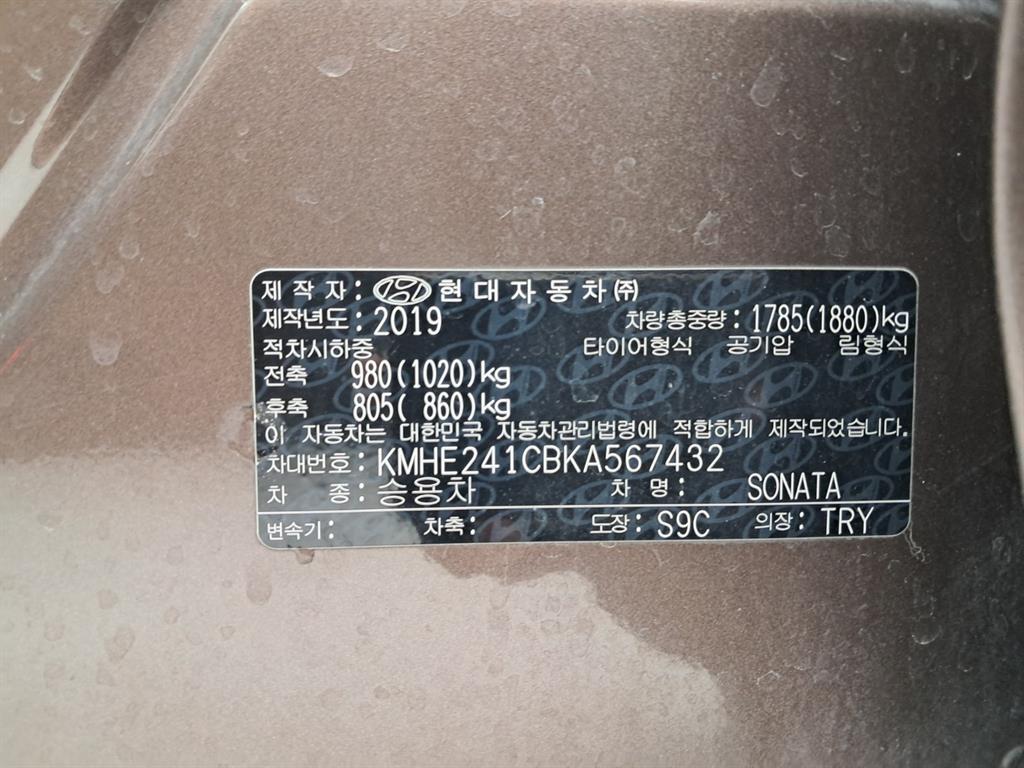 제 작 자: 현대자동차㈜
제작년도: 2019 차량총중량: 1785(1880)kg
적차시하중 타이어형식 공기압 림형식
전축 980(1020)kg
후축 805( 860)kg
이 자동차는 대한민국 자동차관리법령에 적합하게 제작되었습니다.
차대번호: KMHE241CBKA567432
차 종: 승용차 차 명: SONATA
변속기: 차축: 도장: S9C 의장: TRY